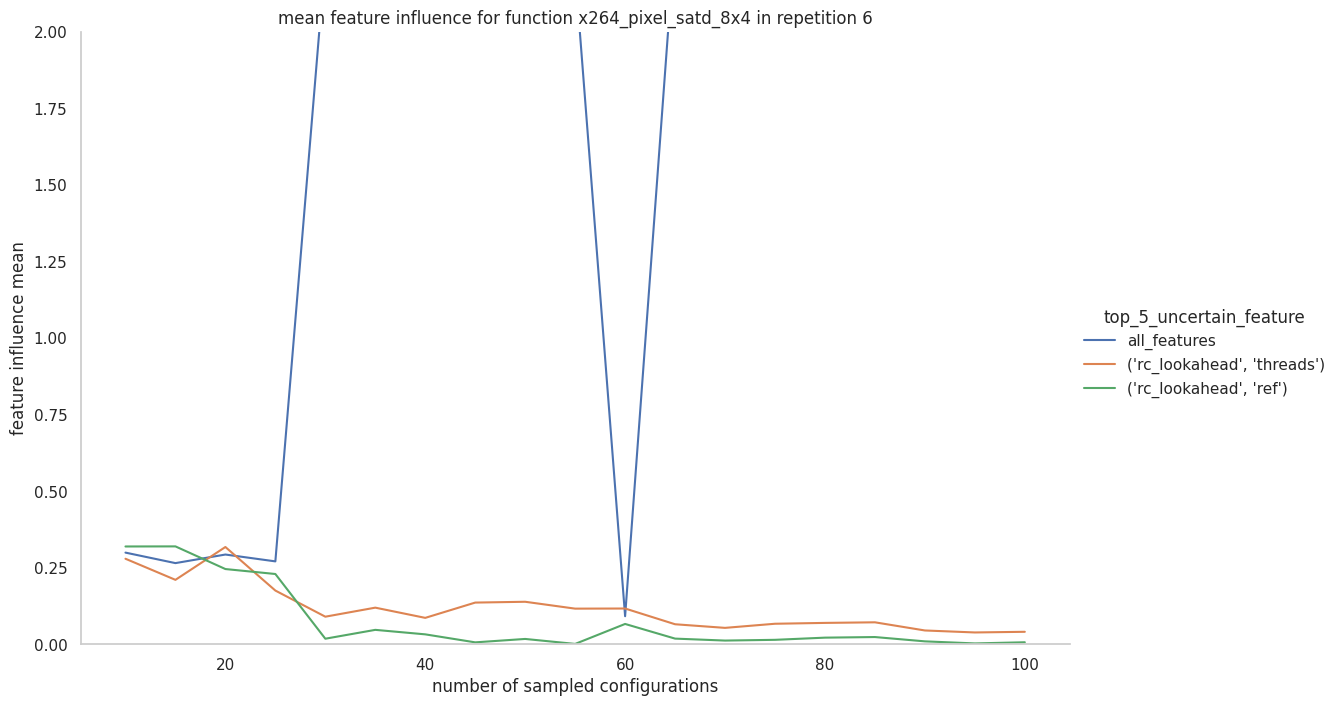 mean feature influence for function x264_pixel_satd_8x4 in repetition 6
2.00
1.75
1.50
1.25
1.00
0.75
0.50
0.25
0.00
feature influence mean
20
40
60
80
100
number of sampled configurations
top_5_uncertain_feature
all_features
('rc_lookahead', 'threads')
('rc_lookahead', 'ref')